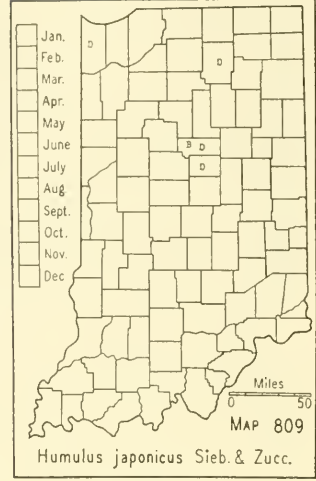 Jan.
Feb.
Mar.
Apr.
May
June
July
Aug
Sept.
Oct.
Nov.
Dec
D
D
B D
D
Miles
0 50
MAP 809
Humulus japonicus Sieb. & Zucc.